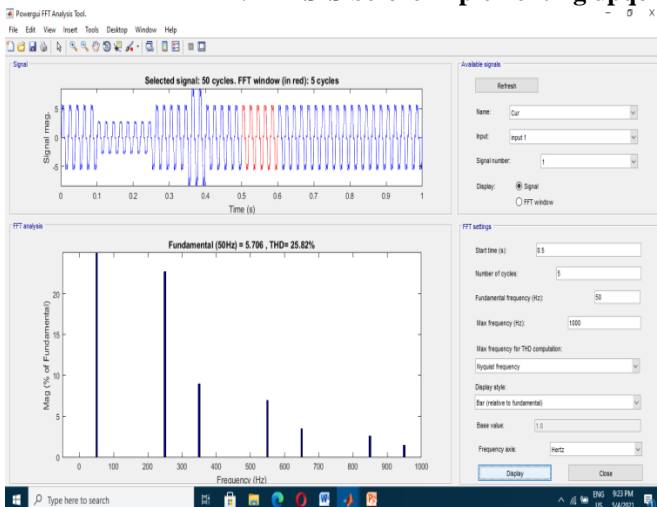 Powergui FFT Analysis Tool.
File Edit View Insert Tools Desktop Window Help
Signal
Selected signal: 50 cycles. FFT window (in red): 5 cycles
Signal mag.
5
0
-5
0 0.1 0.2 0.3 0.4 0.5 0.6 0.7 0.8 0.9 1
Time (s)
FFT analysis
Fundamental (50Hz) = 5.706 , THD= 25.82%
Mag (% of Fundamental)
20
15
10
5
0
0 100 200 300 400 500 600 700 800 900 1000
Frequency (Hz)
Available signals
Refresh
Name: Cur
Input: input 1
Signal number: 1
Display: Signal
FFT window
FFT settings
Start time (s): 0.5
Number of cycles: 5
Fundamental frequency (Hz): 50
Max frequency (Hz): 1000
Max frequency for THD computation:
Nyquist frequency
Display style:
Bar (relative to fundamental)
Base value: 1.0
Frequency axis: Hertz
Display Close
Type here to search
ENG 9:23 PM
US 5/4/2021